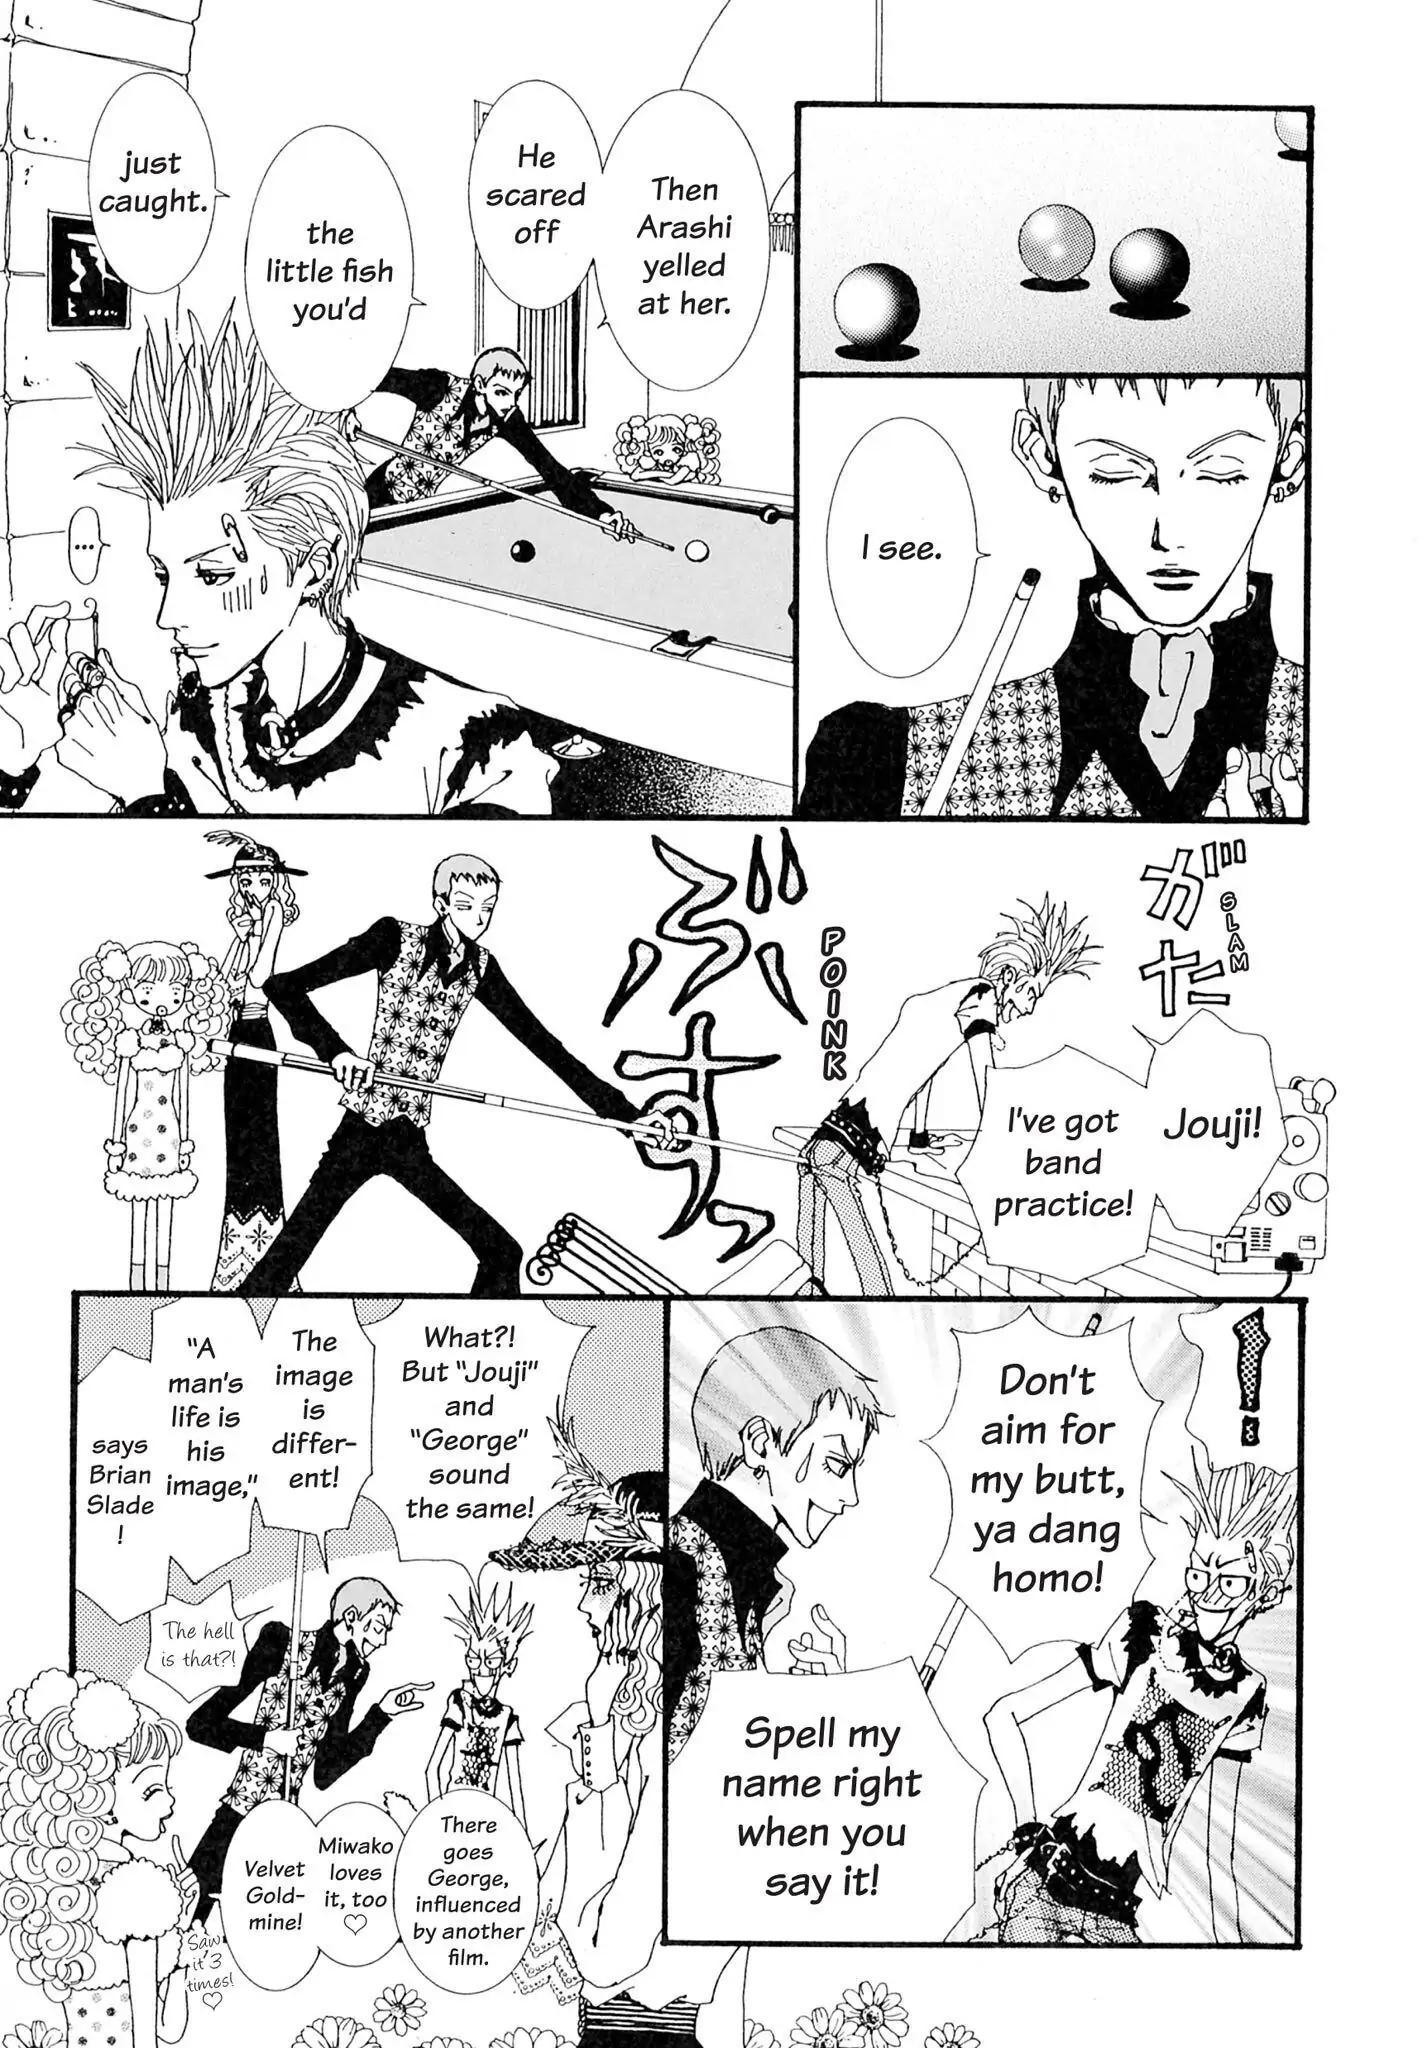 I see.
Then
Arashi
yelled
at her.
He
scared
off
the
little fish
you'd
just
caught.
...
ガタ
SLAM
Jouji!
I've got
band
practice!
POINK
ぶすっ
!
Don't
aim for
my butt,
ya dang
homo!
Spell my
name right
when you
say it!
What?!
But "Jouji"
and
"George"
sound
the same!
The
image
is
differ-
ent!
"A
man's
life is
his
image,"
says
Brian
Slade
!
The hell
is that?!
There
goes
George,
influenced
by another
film.
Miwako
loves
it, too
♡
Velvet
Gold-
mine!
Saw
it 3
times!
♡